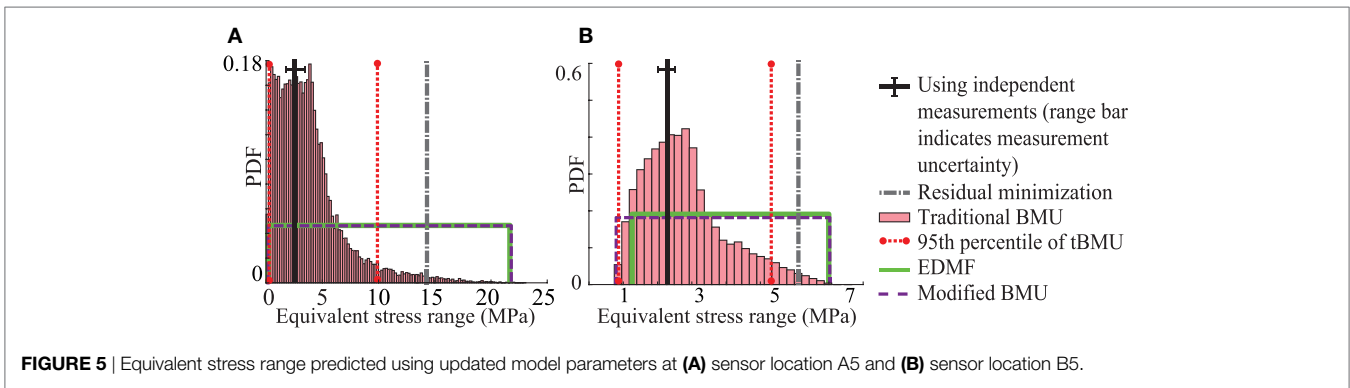 A
0.18
PDF
0
0 5 10 15 20 25
Equivalent stress range (MPa)
B
0.6
PDF
0
1 3 5 7
Equivalent stress range (MPa)
Using independent
measurements (range bar
indicates measurement
uncertainty)
Residual minimization
Traditional BMU
95th percentile of tBMU
EDMF
Modified BMU
FIGURE 5 | Equivalent stress range predicted using updated model parameters at (A) sensor location A5 and (B) sensor location B5.